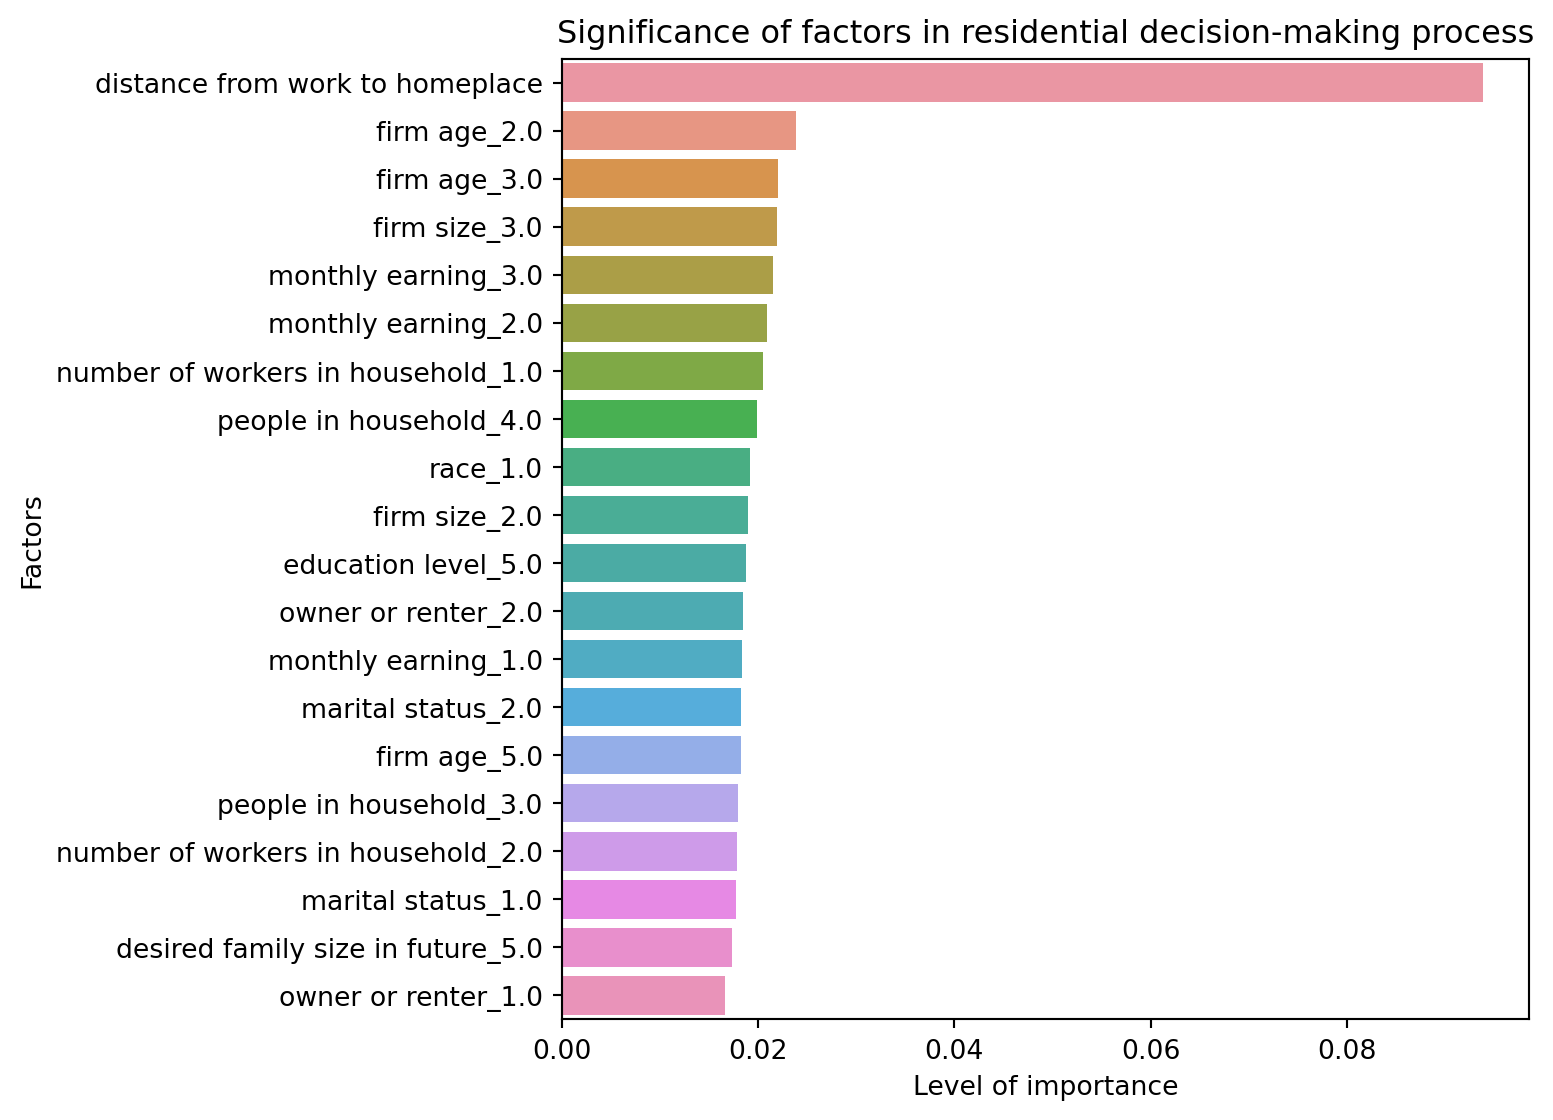 Significance of factors in residential decision-making process
distance from work to homeplace
firm age_2.0
firm age_3.0
firm size_3.0
monthly earning_3.0
monthly earning_2.0
number of workers in household_1.0
people in household_4.0
race_1.0
firm size_2.0
education level_5.0
owner or renter_2.0
monthly earning_1.0
marital status_2.0
firm age_5.0
people in household_3.0
number of workers in household_2.0
marital status_1.0
desired family size in future_5.0
owner or renter_1.0
Factors
0.00 0.02 0.04 0.06 0.08
Level of importance